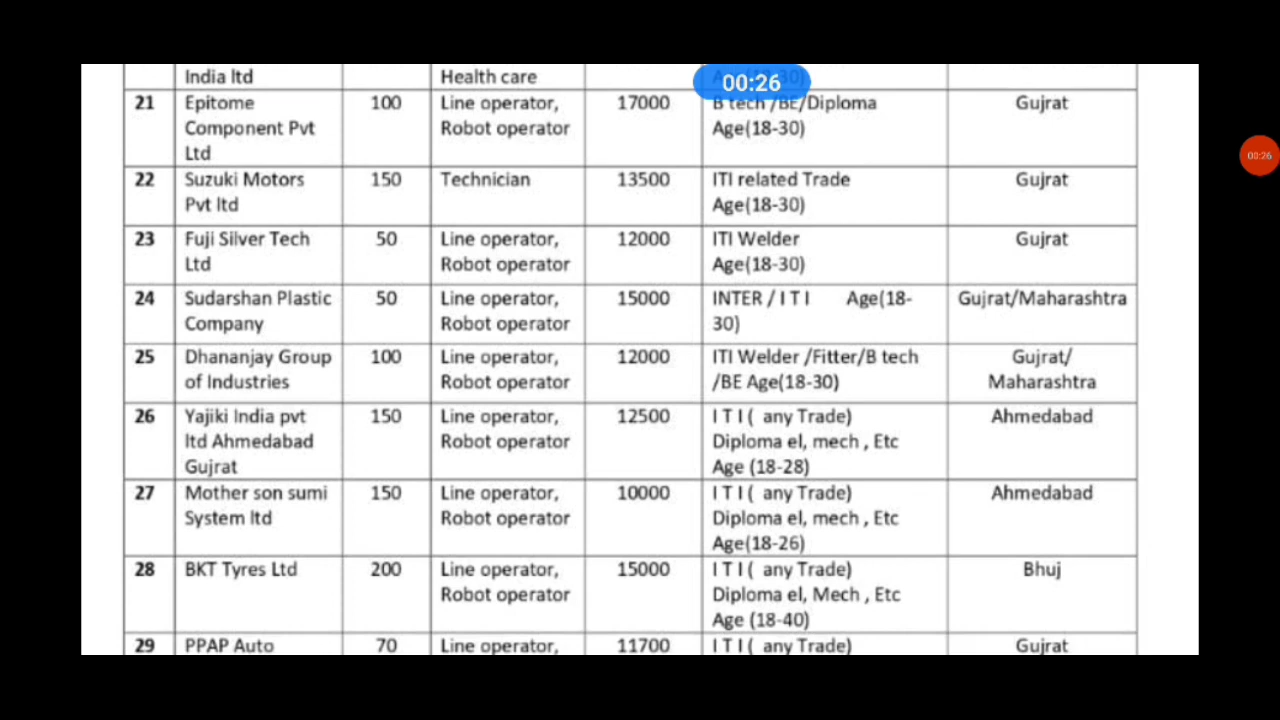 India ltd Health care
00:26
21 Epitome 100 Line operator, 17000 B tech /BE/Diploma Gujrat
Component Pvt Robot operator Age(18-30)
Ltd
00:26
22 Suzuki Motors 150 Technician 13500 ITI related Trade Gujrat
Pvt ltd Age(18-30)
23 Fuji Silver Tech 50 Line operator, 12000 ITI Welder Gujrat
Ltd Robot operator Age(18-30)
24 Sudarshan Plastic 50 Line operator, 15000 INTER / I T I Age(18- Gujrat/Maharashtra
Company Robot operator 30)
25 Dhananjay Group 100 Line operator, 12000 ITI Welder /Fitter/B tech Gujrat/
of Industries Robot operator /BE Age(18-30) Maharashtra
26 Yajiki India pvt 150 Line operator, 12500 I T I ( any Trade) Ahmedabad
ltd Ahmedabad Robot operator Diploma el, mech , Etc
Gujrat Age (18-28)
27 Mother son sumi 150 Line operator, 10000 I T I ( any Trade) Ahmedabad
System ltd Robot operator Diploma el, mech , Etc
Age(18-26)
28 BKT Tyres Ltd 200 Line operator, 15000 I T I ( any Trade) Bhuj
Robot operator Diploma el, Mech , Etc
Age (18-40)
29 PPAP Auto 70 Line operator, 11700 I T I ( any Trade) Gujrat